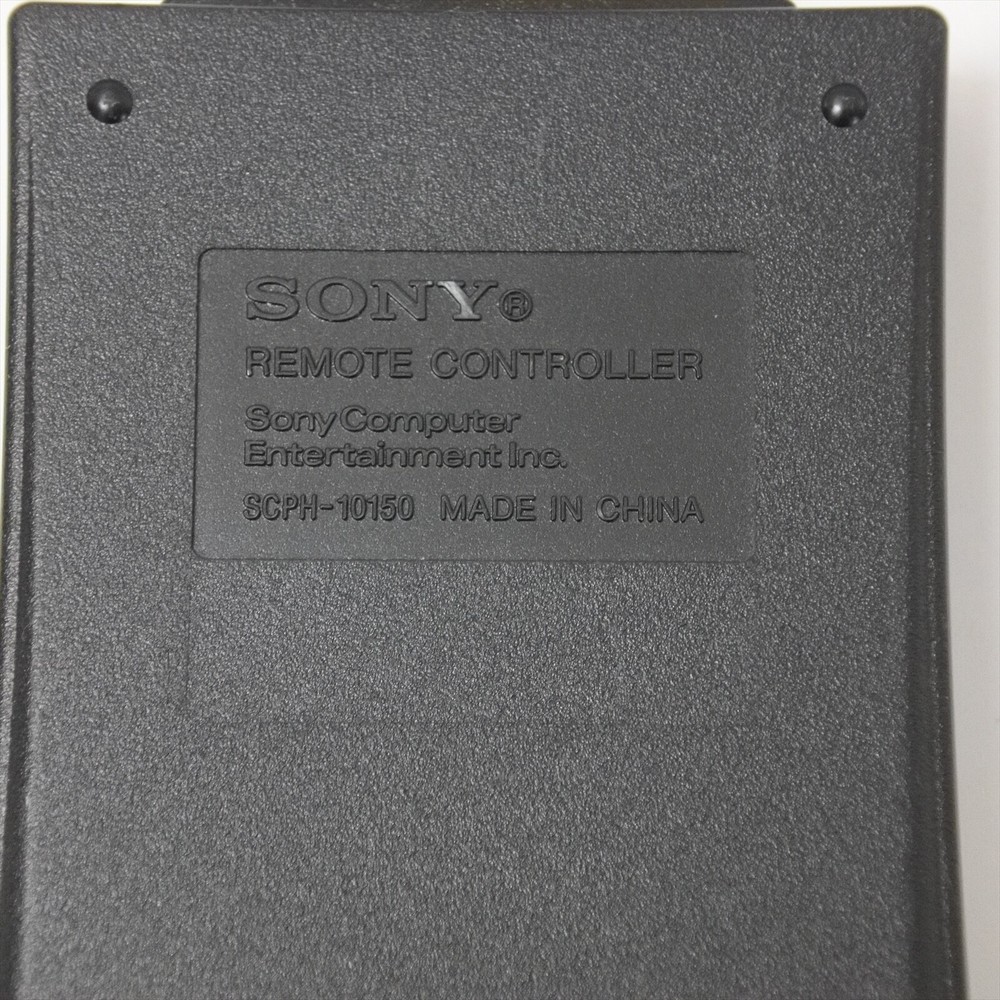 SONY®
REMOTE CONTROLLER
Sony Computer
Entertainment Inc.
SCPH-10150 MADE IN CHINA